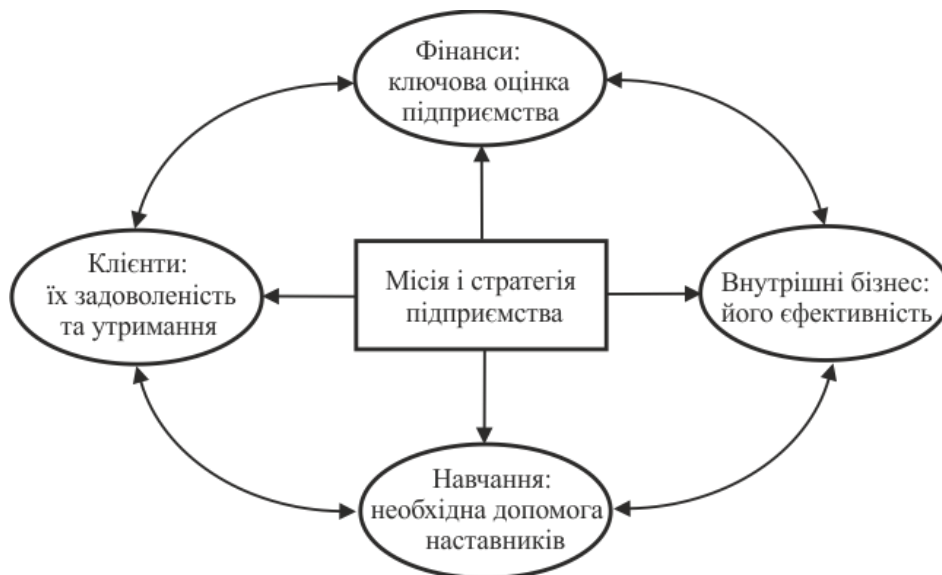 Фінанси:
ключова оцінка
підприємства
Клієнти:
їх задоволеність
та утримання
Місія і стратегія
підприємства
Внутрішні бізнес:
його єфективність
Навчання:
необхідна допомога
наставників